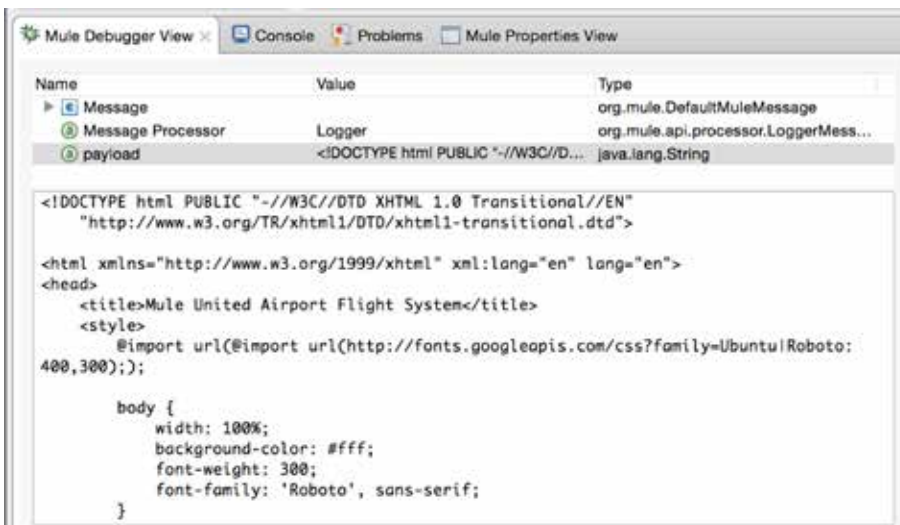 Mule Debugger View Console Problems Mule Properties View
Name Value Type
Message org.mule.DefaultMuleMessage
Message Processor Logger org.mule.api.processor.LoggerMess...
payload <!DOCTYPE html PUBLIC "-//W3C//D... java.lang.String
<!DOCTYPE html PUBLIC "-//W3C//DTD XHTML 1.0 Transitional//EN"
"http://www.w3.org/TR/xhtml1/DTD/xhtml1-transitional.dtd">
<html xmlns="http://www.w3.org/1999/xhtml" xml:lang="en" lang="en">
<head>
<title>Mule United Airport Flight System</title>
<style>
@import url(@import url(http://fonts.googleapis.com/css?family=Ubuntu|Roboto:
400,300););
body {
width: 100%;
background-color: #fff;
font-weight: 300;
font-family: 'Roboto', sans-serif;
}